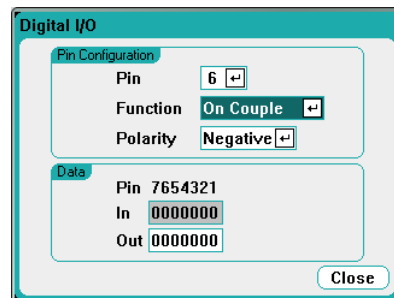 Digital I/O
Pin Configuration
Pin 6
Function On Couple
Polarity Negative
Data
Pin 7654321
In 0000000
Out 0000000
Close